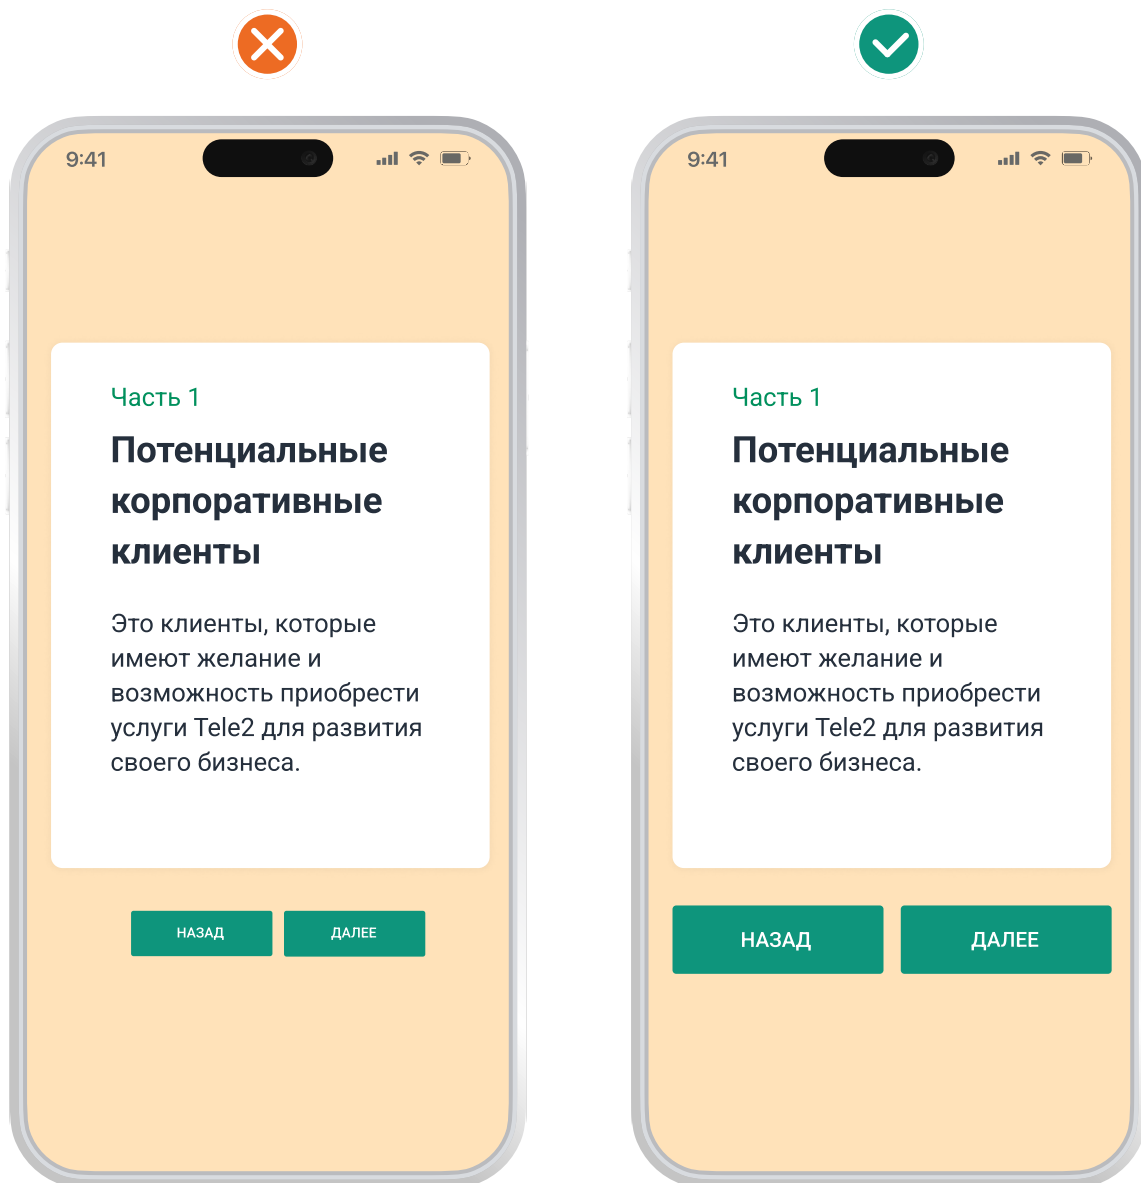 9:41
Часть 1
Потенциальные
корпоративные
клиенты
Это клиенты, которые
имеют желание и
возможность приобрести
услуги Tele2 для развития
своего бизнеса.
НАЗАД
ДАЛЕЕ
9:41
Часть 1
Потенциальные
корпоративные
клиенты
Это клиенты, которые
имеют желание и
возможность приобрести
услуги Tele2 для развития
своего бизнеса.
НАЗАД
ДАЛЕЕ